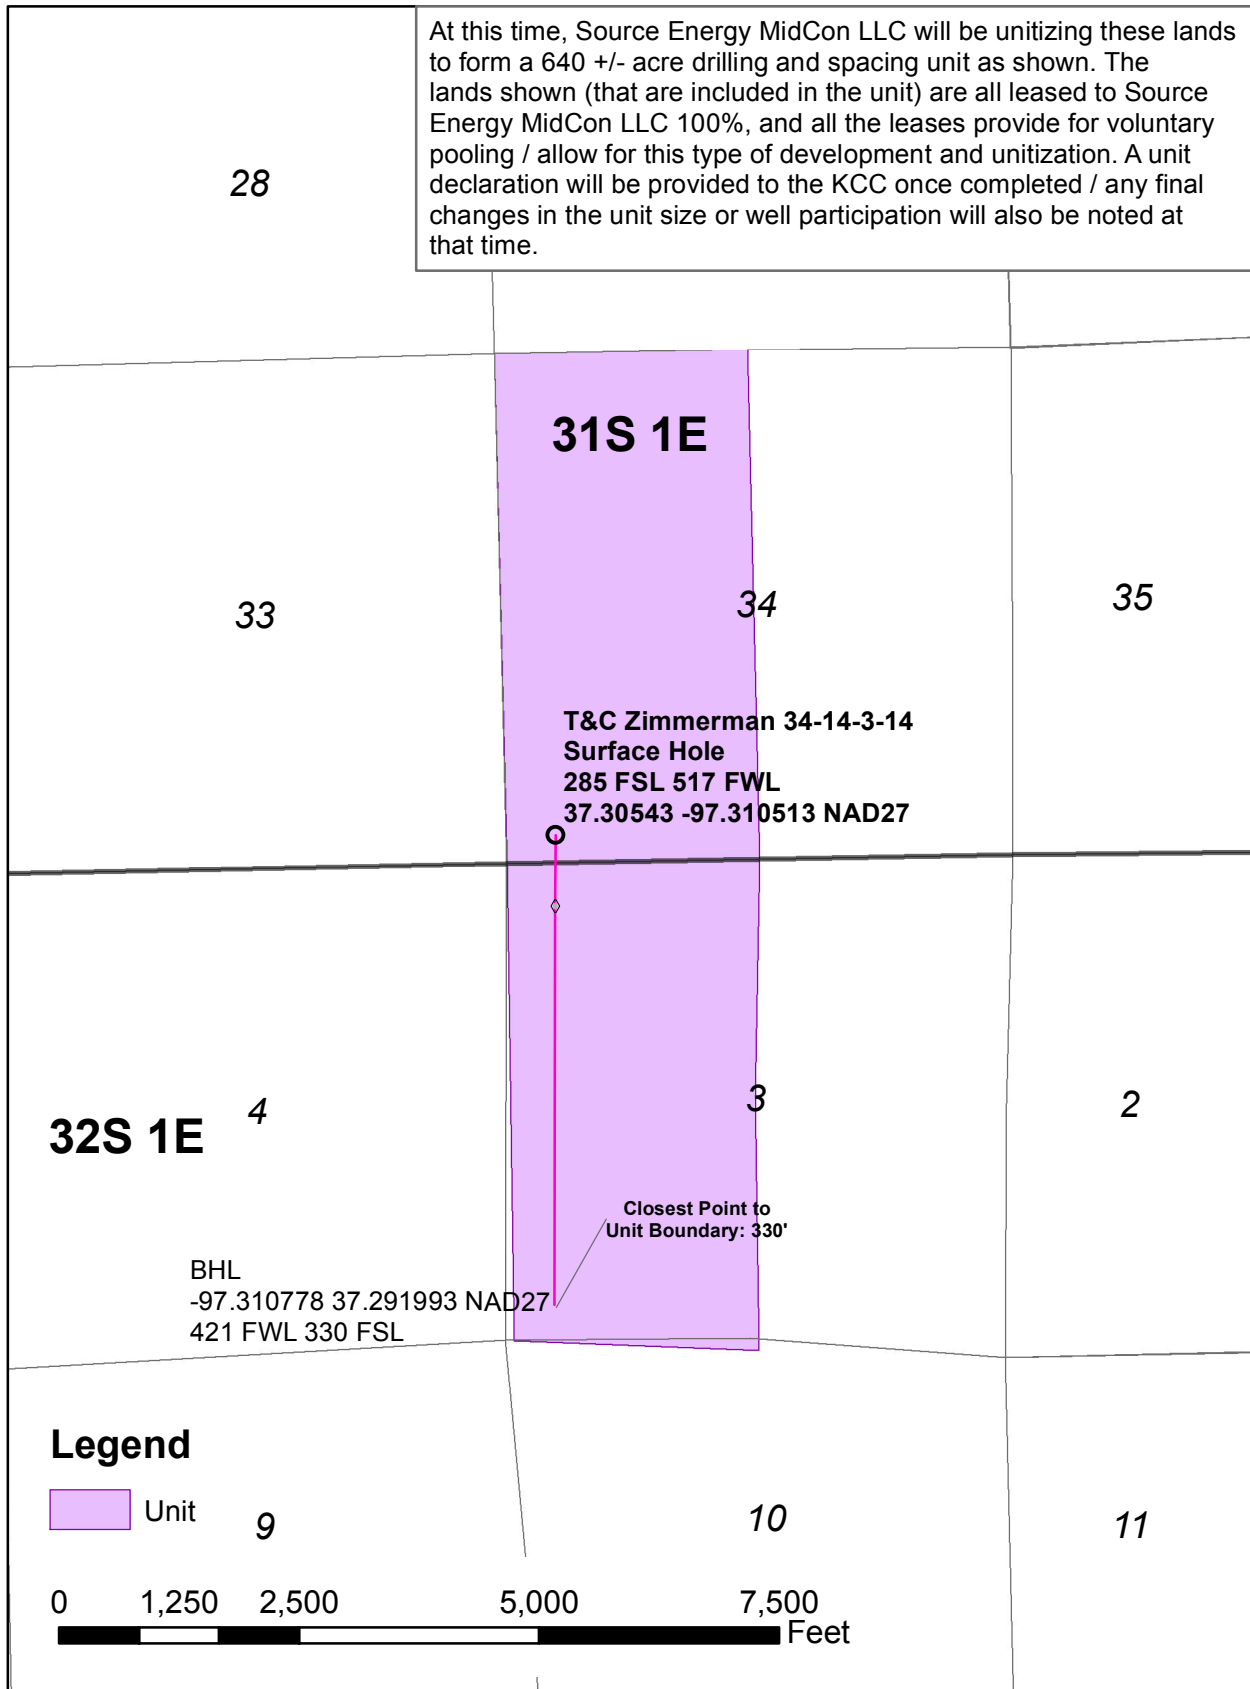 At this time, Source Energy MidCon LLC will be unitizing these lands
to form a 640 +/- acre drilling and spacing unit as shown. The
lands shown (that are included in the unit) are all leased to Source
Energy MidCon LLC 100%, and all the leases provide for voluntary
pooling / allow for this type of development and unitization. A unit
declaration will be provided to the KCC once completed / any final
changes in the unit size or well participation will also be noted at
that time.
28
31S 1E
33
34
35
T&C Zimmerman 34-14-3-14
Surface Hole
285 FSL 517 FWL
37.30543 -97.310513 NAD27
4
3
2
32S 1E
Closest Point to
Unit Boundary: 330'
BHL
-97.310778 37.291993 NAD27
421 FWL 330 FSL
Legend
Unit
9
10
11
0 1,250 2,500 5,000 7,500
Feet